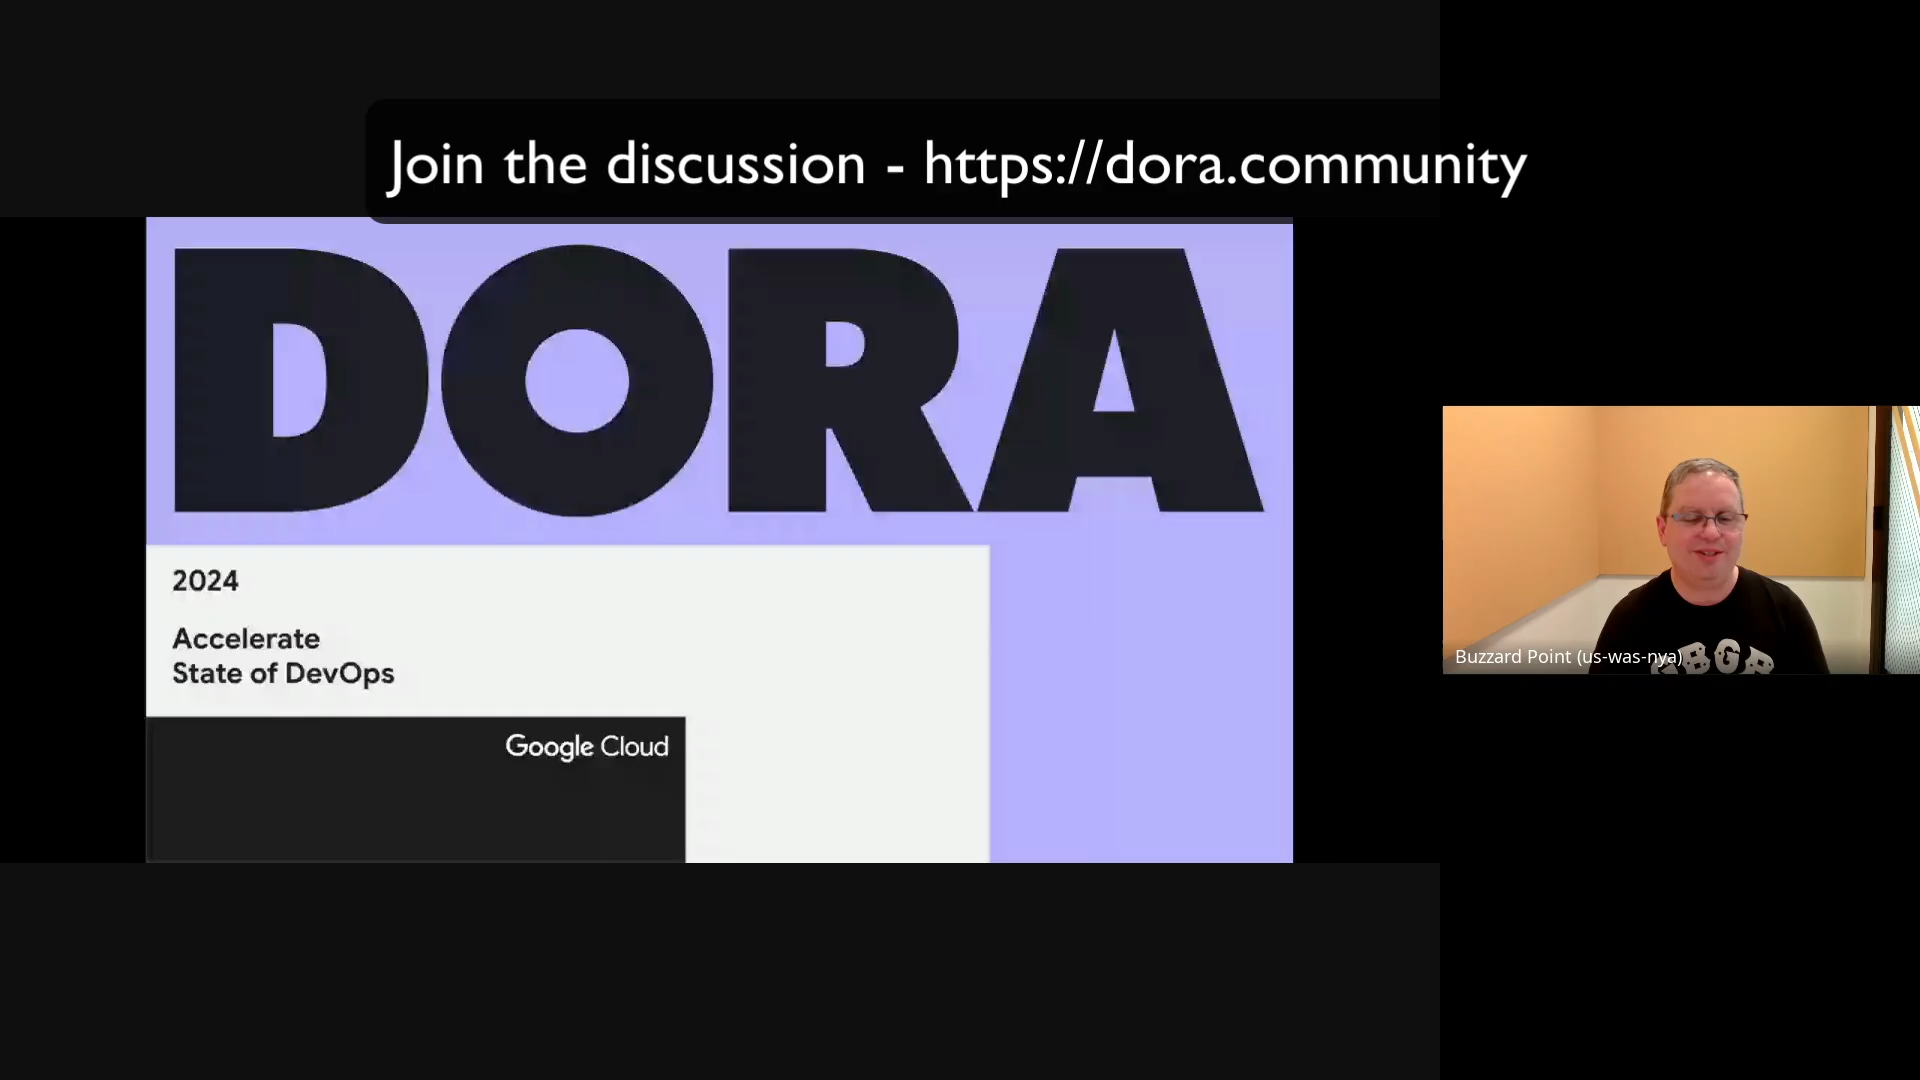 Join the discussion - https://dora.community
DORA
2024
Accelerate
State of DevOps
Google Cloud
Buzzard Point (us-was-nya)